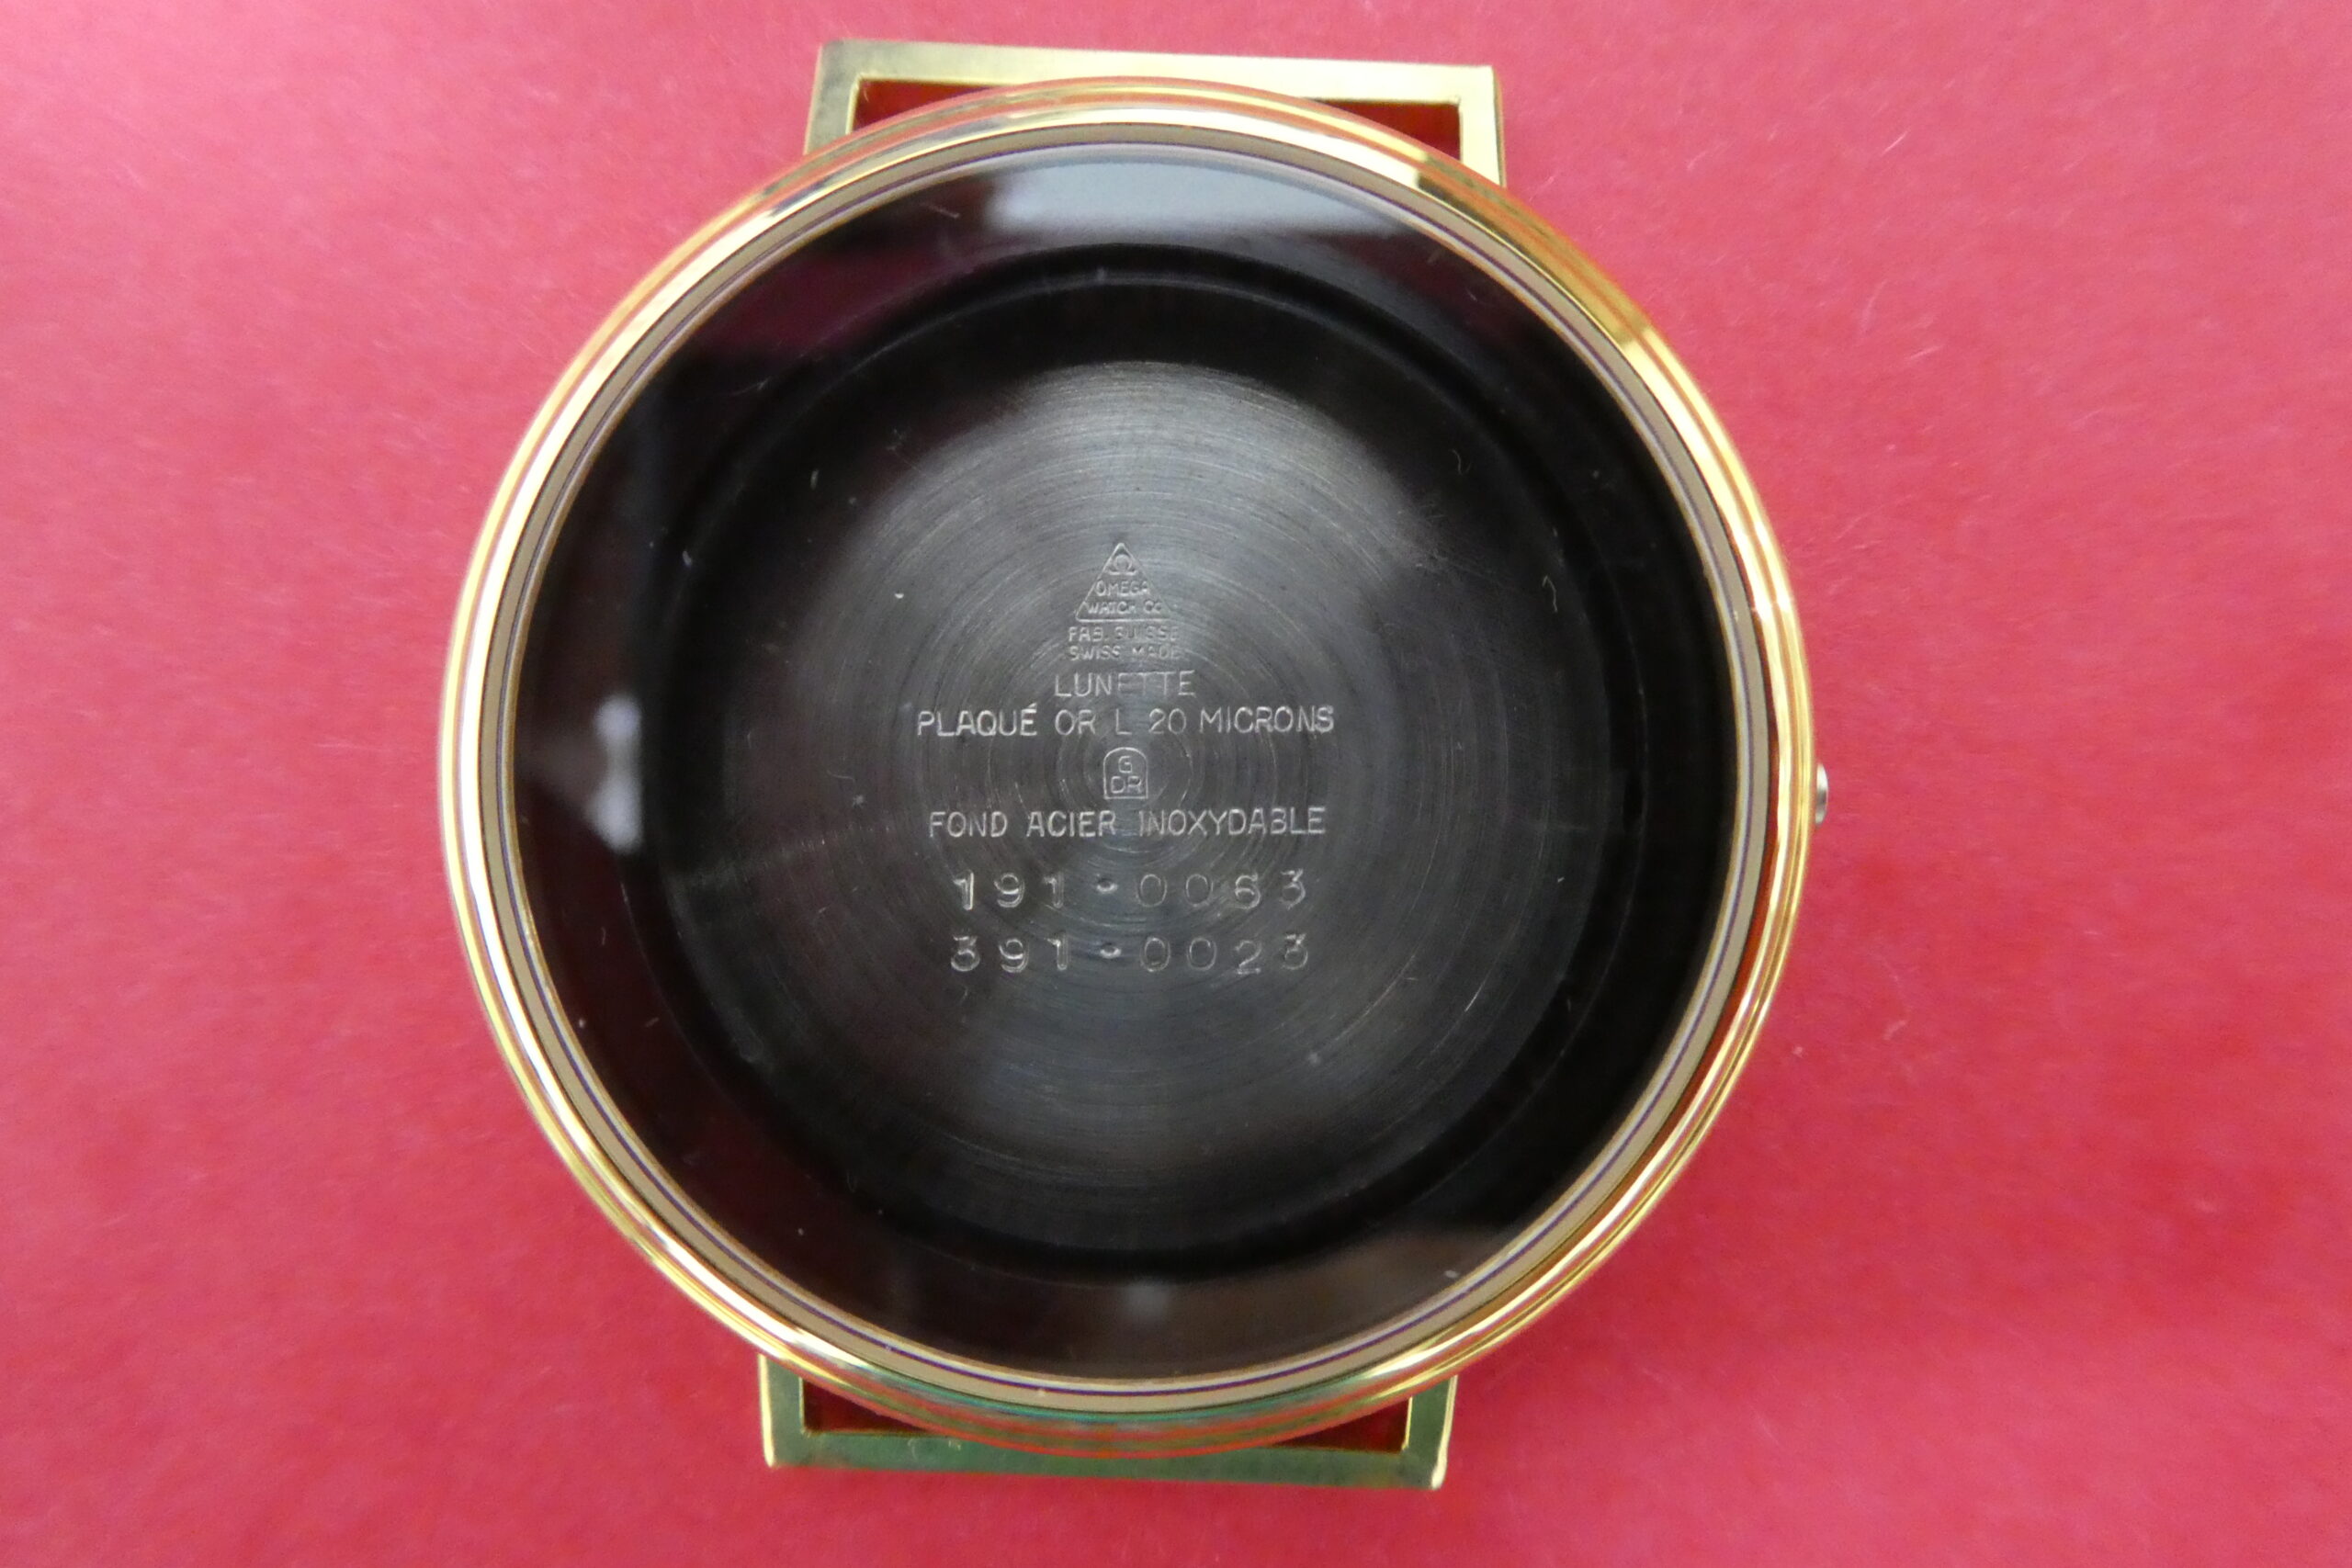 Ω
OMEGA
WATCH Co
FAB. SUISSE
SWISS MADE
LUNETTE
PLAQUÉ OR L 20 MICRONS
G
DR
FOND ACIER INOXYDABLE
191·0063
391·0023